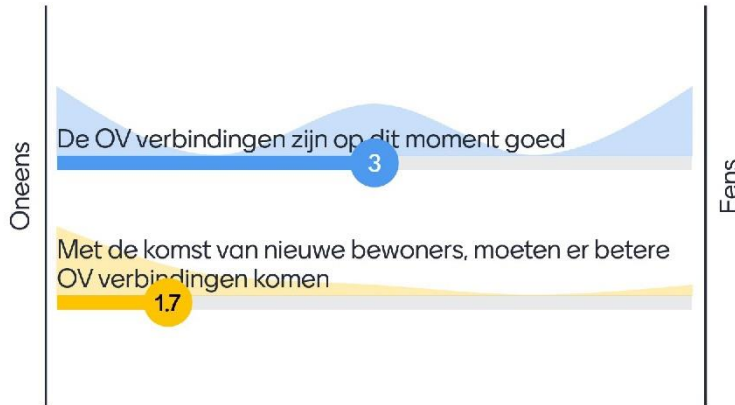 Oneens
De OV verbindingen zijn op dit moment goed
3
Eens
Met de komst van nieuwe bewoners, moeten er betere
OV verbindingen komen
1.7